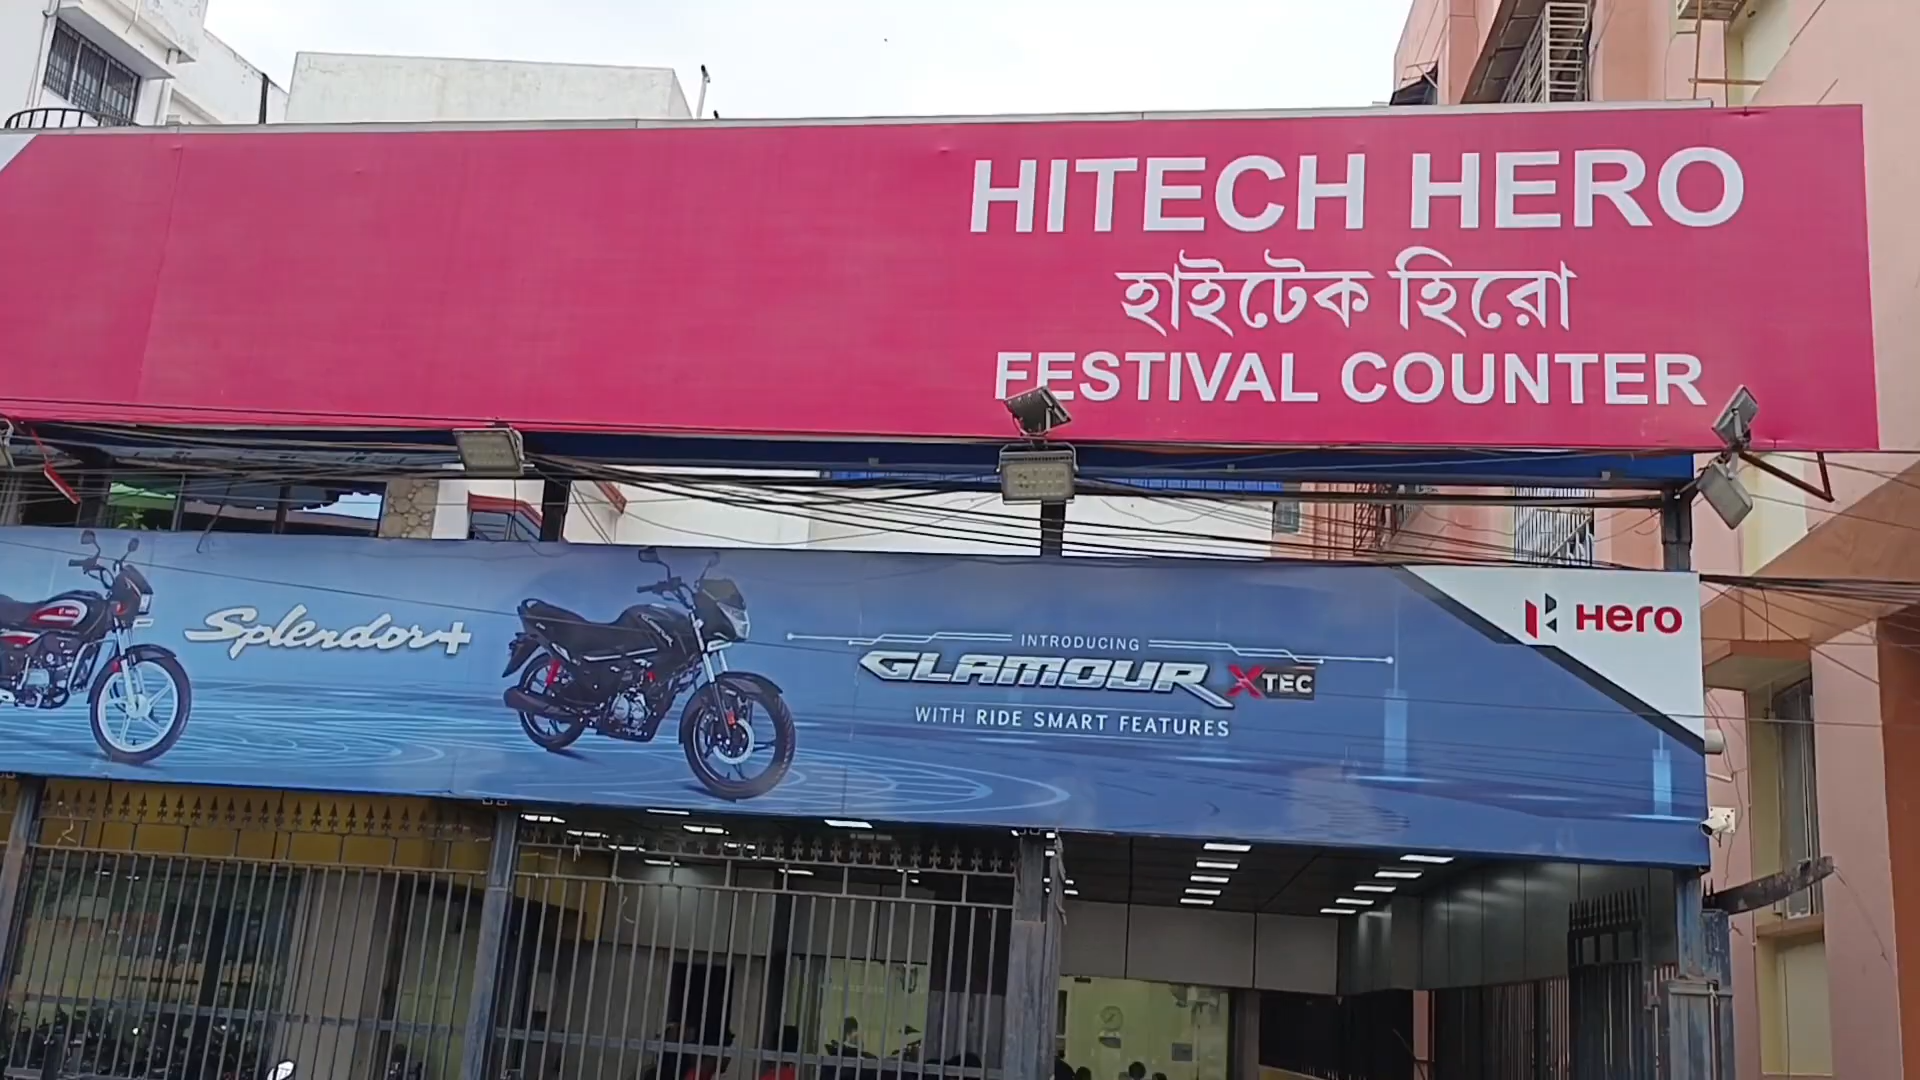 HITECH HERO
হাইটেক হিরো
FESTIVAL COUNTER
Splendor+
INTRODUCING
GLAMOUR XTEC
WITH RIDE SMART FEATURES
Hero